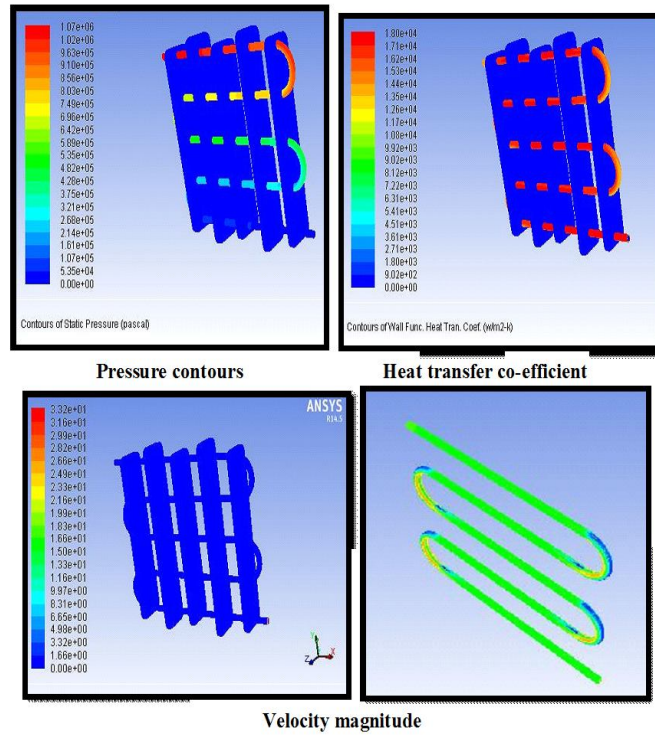 1.07e+06
1.02e+06
9.63e+05
9.10e+05
8.56e+05
8.03e+05
7.49e+05
6.96e+05
6.42e+05
5.89e+05
5.35e+05
4.82e+05
4.28e+05
3.75e+05
3.21e+05
2.68e+05
2.14e+05
1.61e+05
1.07e+05
5.35e+04
0.00e+00
Contours of Static Pressure (pascal)
1.80e+04
1.71e+04
1.62e+04
1.53e+04
1.44e+04
1.35e+04
1.26e+04
1.17e+04
1.08e+04
9.92e+03
9.02e+03
8.12e+03
7.22e+03
6.31e+03
5.41e+03
4.51e+03
3.61e+03
2.71e+03
1.80e+03
9.02e+02
0.00e+00
Contours of Wall Func. Heat Tran. Coef. (w/m2-k)
Pressure contours
Heat transfer co-efficient
3.32e+01
3.16e+01
2.99e+01
2.82e+01
2.66e+01
2.49e+01
2.33e+01
2.16e+01
1.99e+01
1.83e+01
1.66e+01
1.50e+01
1.33e+01
1.16e+01
9.97e+00
8.31e+00
6.65e+00
4.98e+00
3.32e+00
1.66e+00
0.00e+00
ANSYS
R14.5
Y
Z
X
Velocity magnitude